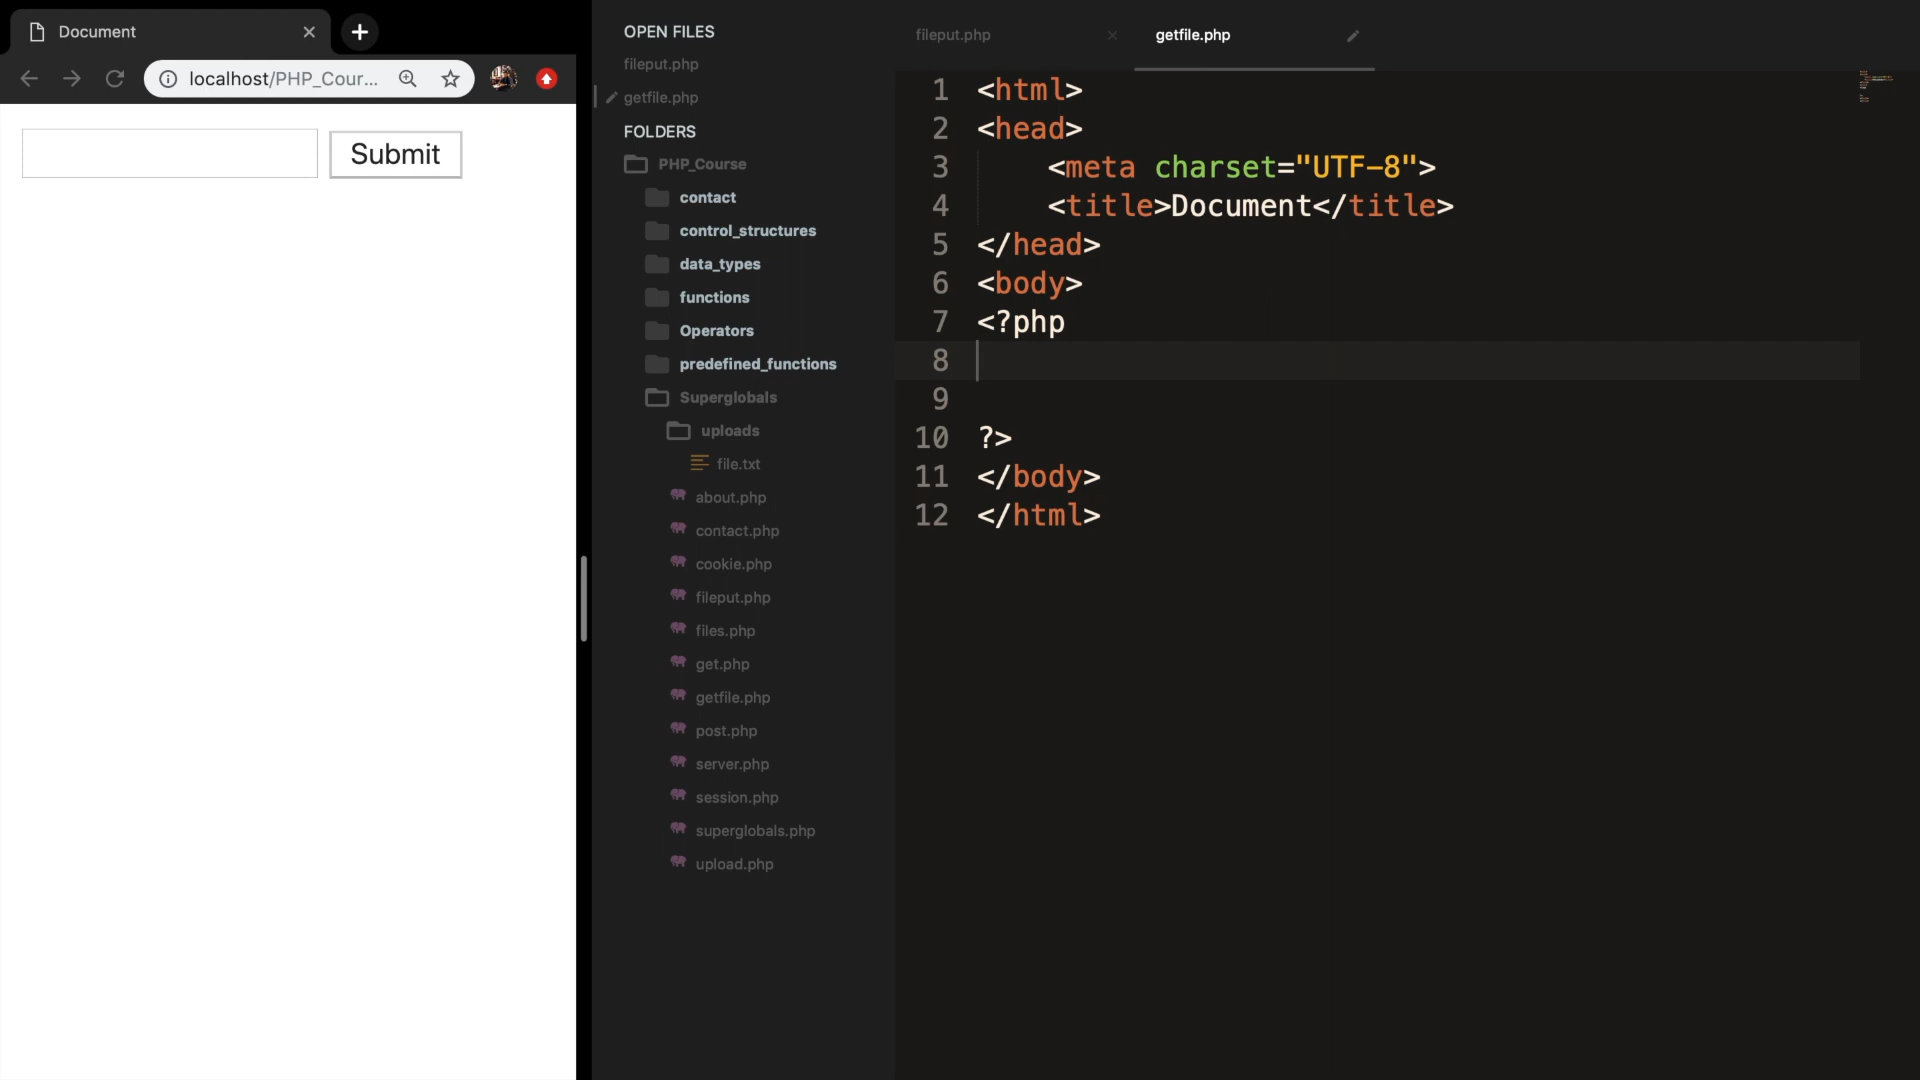 Document
localhost/PHP_Cour...
Submit
OPEN FILES
fileput.php
getfile.php
FOLDERS
PHP_Course
contact
control_structures
data_types
functions
Operators
predefined_functions
Superglobals
uploads
file.txt
about.php
contact.php
cookie.php
fileput.php
files.php
get.php
getfile.php
post.php
server.php
session.php
superglobals.php
upload.php
fileput.php
getfile.php
1 <html>
2 <head>
3 <meta charset="UTF-8">
4 <title>Document</title>
5 </head>
6 <body>
7 <?php
8
9
10 ?>
11 </body>
12 </html>